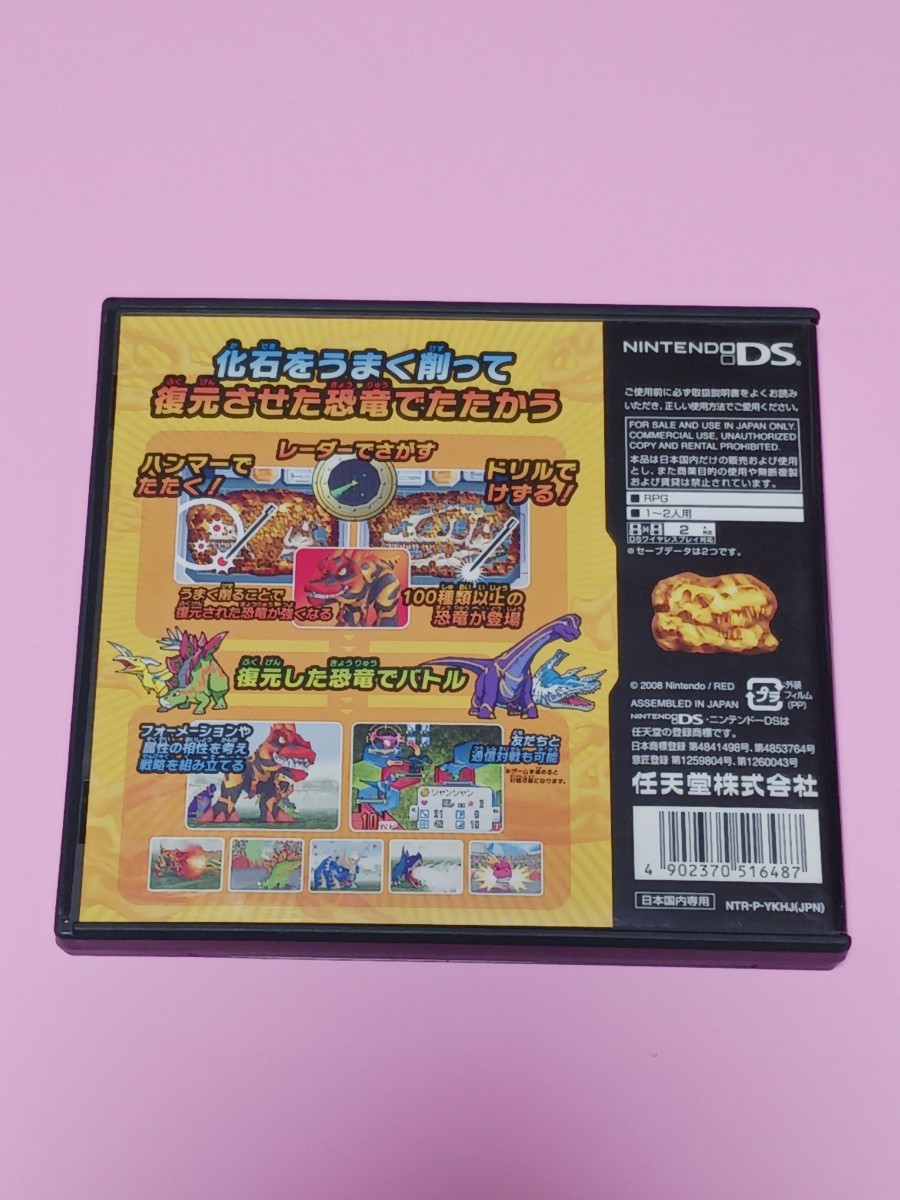 化石をうまく削って
復元させた恐竜でたたかう
レーダーでさがす
ハンマーで
たたく！
ドリルで
けずる！
うまく削ることで
復元された恐竜が強くなる
100種類以上の
恐竜が登場
復元した恐竜でバトル
フォーメーションや
属性の相性を考え
戦略を組み立てる
友だちと
通信対戦も可能
シャンシャン
NINTENDO DS
ご使用前に必ず取扱説明書をよくお読み
いただき、正しい使用方法でご愛用ください。
FOR SALE AND USE IN JAPAN ONLY.
COMMERCIAL USE, UNAUTHORIZED
COPY AND RENTAL PROHIBITED.
本品は日本国内だけの販売および使用
とし、また商業目的の使用や無断複製
および賃貸は禁止されています。
RPG
1〜2人用
2人対戦
DSワイヤレスプレイ対応
※セーブデータは2つです。
© 2008 Nintendo / RED
ASSEMBLED IN JAPAN
プラ
外装
フィルム
(PP)
NINTENDO DS・ニンテンドーDSは
任天堂の登録商標です。
日本商標登録 第4841498号、第4853764号
意匠登録 第1259804号、第1260043号
任天堂株式会社
4 902370 516487
日本国内専用
NTR-P-YKHJ(JPN)